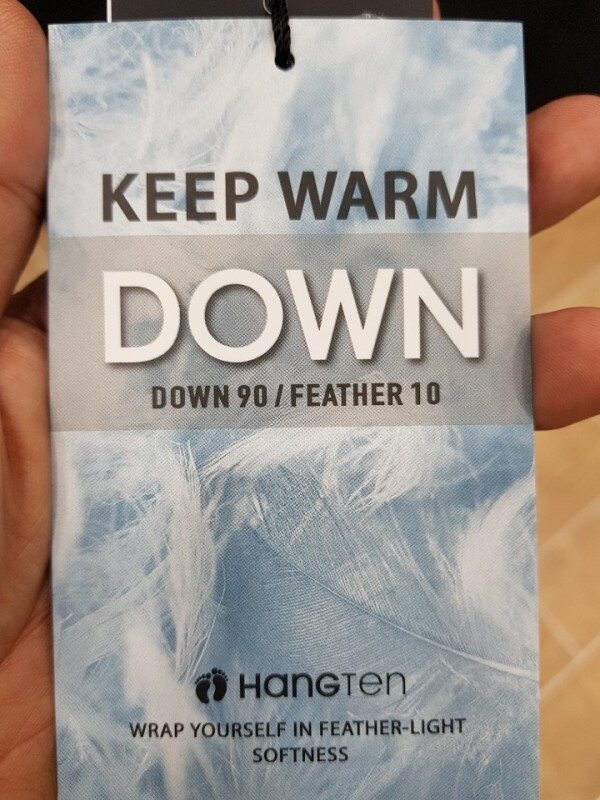 KEEP WARM
DOWN
DOWN 90 / FEATHER 10
HANGTEN
WRAP YOURSELF IN FEATHER-LIGHT
SOFTNESS